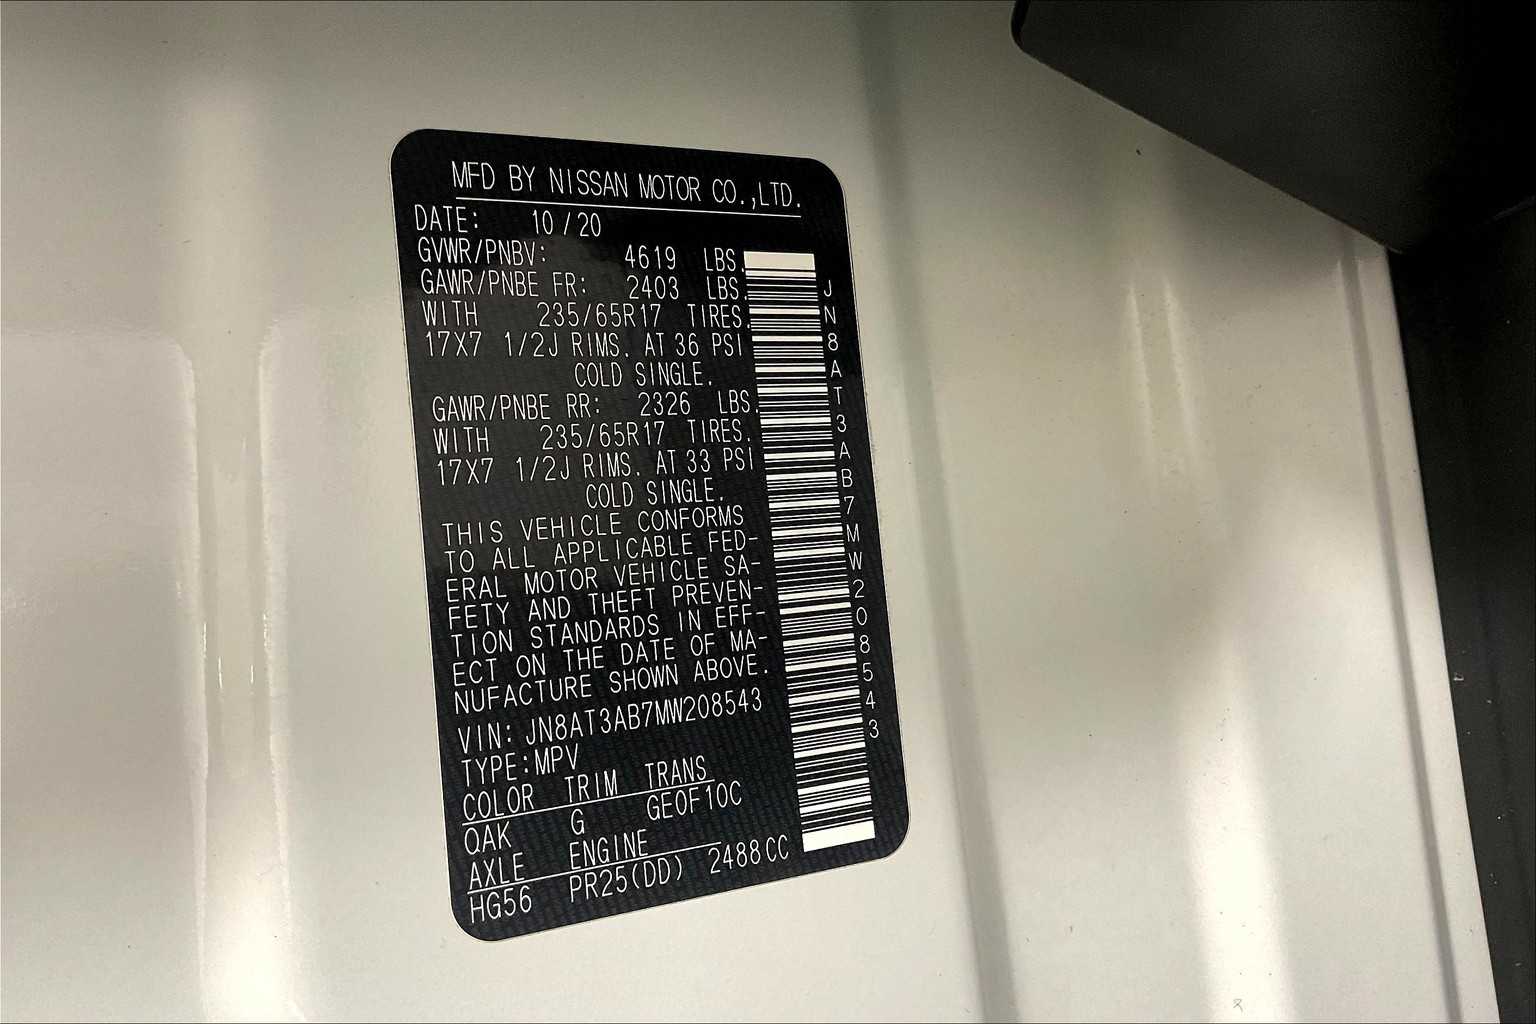 MFD BY NISSAN MOTOR CO.,LTD.
DATE: 10/20
GVWR/PNBV: 4619 LBS.
GAWR/PNBE FR: 2403 LBS.
WITH 235/65R17 TIRES.
17X7 1/2J RIMS. AT 36 PSI
COLD SINGLE.
GAWR/PNBE RR: 2326 LBS.
WITH 235/65R17 TIRES.
17X7 1/2J RIMS. AT 33 PSI
COLD SINGLE.
THIS VEHICLE CONFORMS
TO ALL APPLICABLE FED-
ERAL MOTOR VEHICLE SA-
FETY AND THEFT PREVEN-
TION STANDARDS IN EFF-
ECT ON THE DATE OF MA-
NUFACTURE SHOWN ABOVE.
VIN: JN8AT3AB7MW208543
TYPE:MPV
COLOR TRIM TRANS
QAK G GE0F10C
AXLE ENGINE
HG56 PR25(DD) 2488CC
JN8AT3AB7MW208543